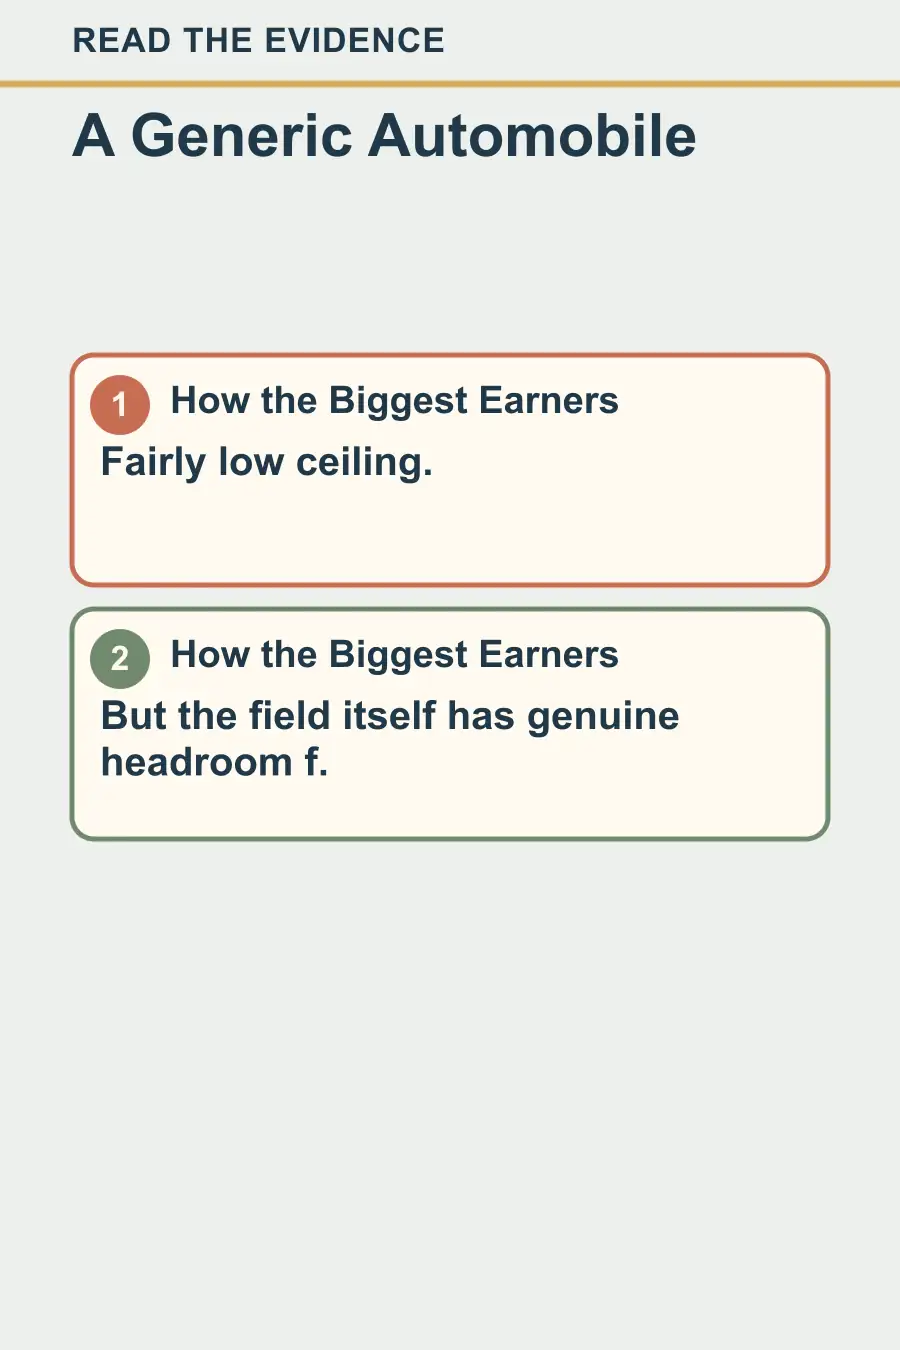 READ THE EVIDENCE
A Generic Automobile
1 How the Biggest Earners
Fairly low ceiling.
2 How the Biggest Earners
But the field itself has genuine
headroom f.